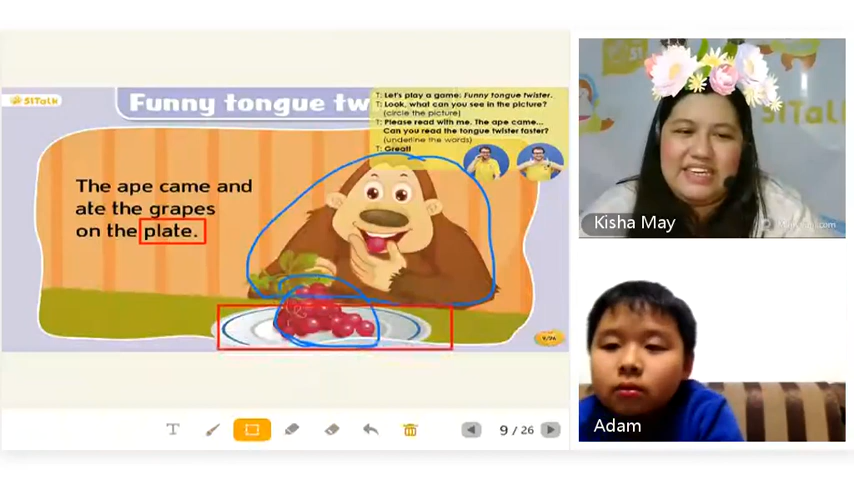 51Talk
Funny tongue tw
T: Let's play a game: Funny tongue twister.
T: Look, what can you see in the picture?
(circle the picture)
T: Please read with me. The ape came...
Can you read the tongue twister faster?
(underline the words)
T: Great!
The ape came and
ate the grapes
on the plate.
9/26
T
9 / 26
51Talk
Kisha May
Adam